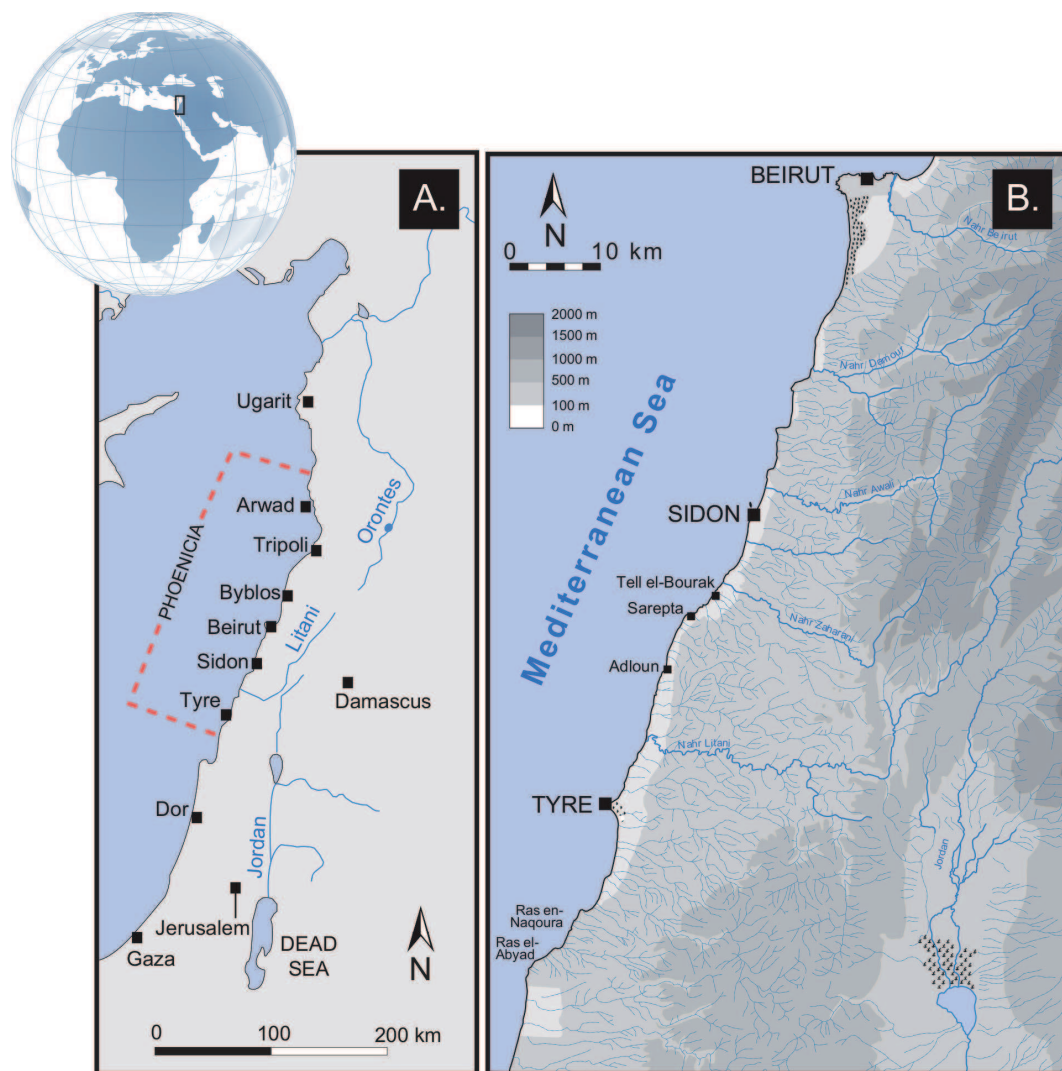 A.
Ugarit
Arwad
Tripoli
Byblos
Beirut
Sidon
Tyre
PHOENICIA
Orontes
Litani
Damascus
Dor
Jordan
Jerusalem
Gaza
DEAD
SEA
N
0 100 200 km
B.
BEIRUT
N
0 10 km
2000 m
1500 m
1000 m
500 m
100 m
0 m
Nahr Beirut
Nahr Damour
Mediterranean Sea
Nahr Awali
SIDON
Tell el-Bourak
Sarepta
Nahr Zaharani
Adloun
Nahr Litani
TYRE
Jordan
Ras en-
Naqoura
Ras el-
Abyad